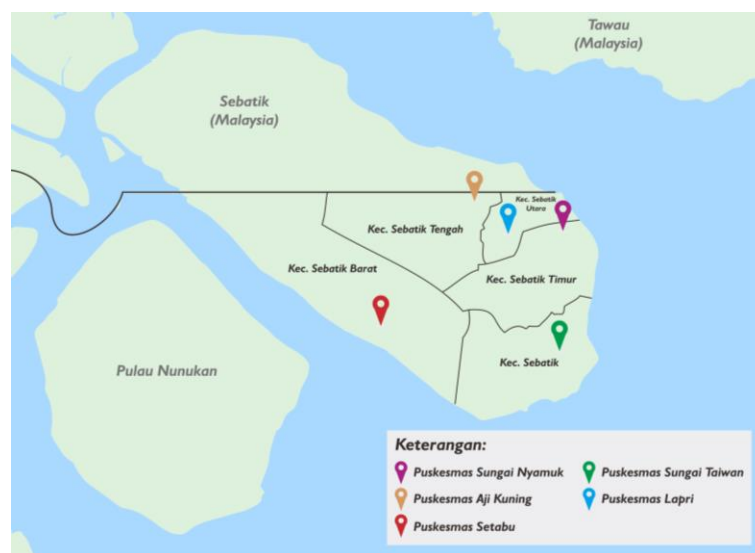 Tawau
(Malaysia)
Sebatik
(Malaysia)
Kec. Sebatik
Utara
Kec. Sebatik Tengah
Kec. Sebatik Barat
Kec. Sebatik Timur
Kec. Sebatik
Pulau Nunukan
Keterangan:
Puskesmas Sungai Nyamuk
Puskesmas Sungai Taiwan
Puskesmas Aji Kuning
Puskesmas Lapri
Puskesmas Setabu